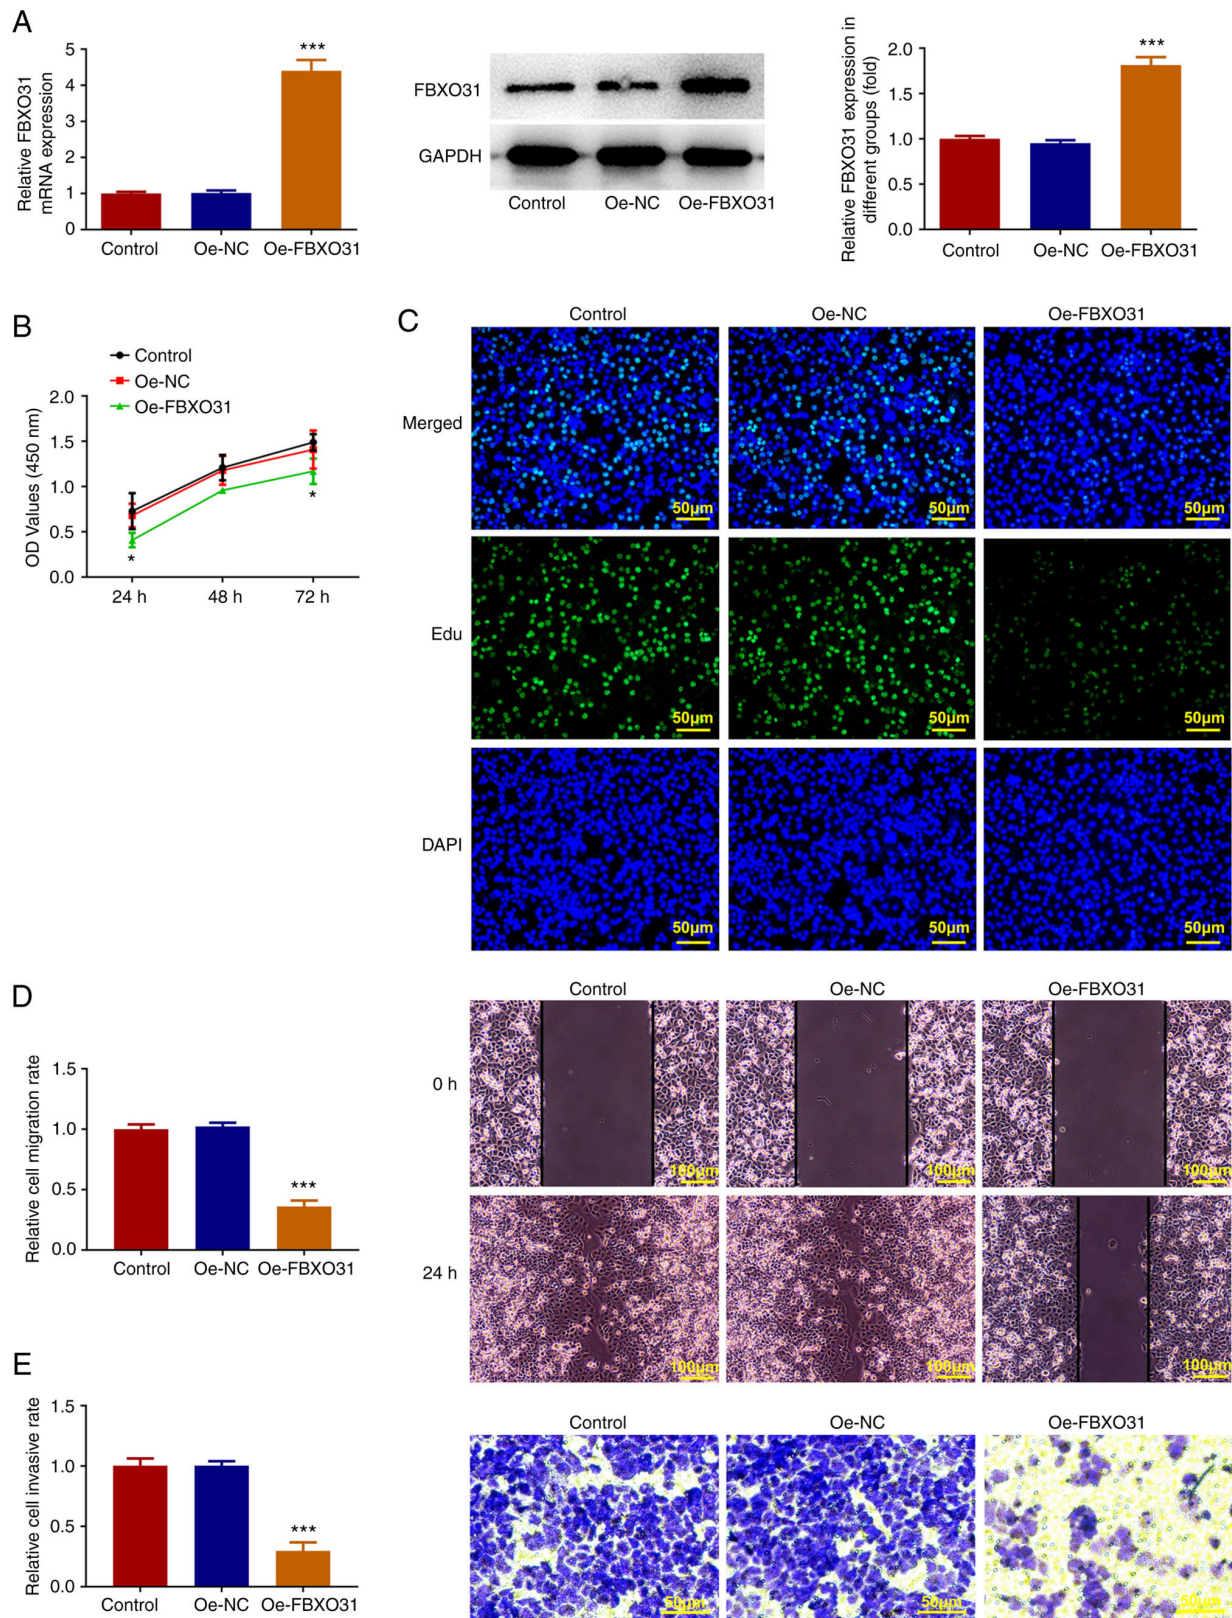 A
Relative FBXO31
mRNA expression
5
4
3
2
1
0
***
Control
Oe-NC
Oe-FBXO31
FBXO31
GAPDH
Control
Oe-NC
Oe-FBXO31
Relative FBXO31 expression in
different groups (fold)
2.0
1.5
1.0
0.5
0.0
***
Control
Oe-NC
Oe-FBXO31
B
Control
Oe-NC
Oe-FBXO31
OD Values (450 nm)
2.0
1.5
1.0
0.5
0.0
*
*
24 h
48 h
72 h
C
Control
Oe-NC
Oe-FBXO31
Merged
50µm
50µm
50µm
Edu
50µm
50µm
50µm
DAPI
50µm
50µm
50µm
D
Relative cell migration rate
1.5
1.0
0.5
0.0
***
Control
Oe-NC
Oe-FBXO31
Control
Oe-NC
Oe-FBXO31
0 h
100µm
100µm
100µm
24 h
100µm
100µm
100µm
E
Relative cell invasive rate
1.5
1.0
0.5
0.0
***
Control
Oe-NC
Oe-FBXO31
Control
Oe-NC
Oe-FBXO31
50µm
50µm
50µm